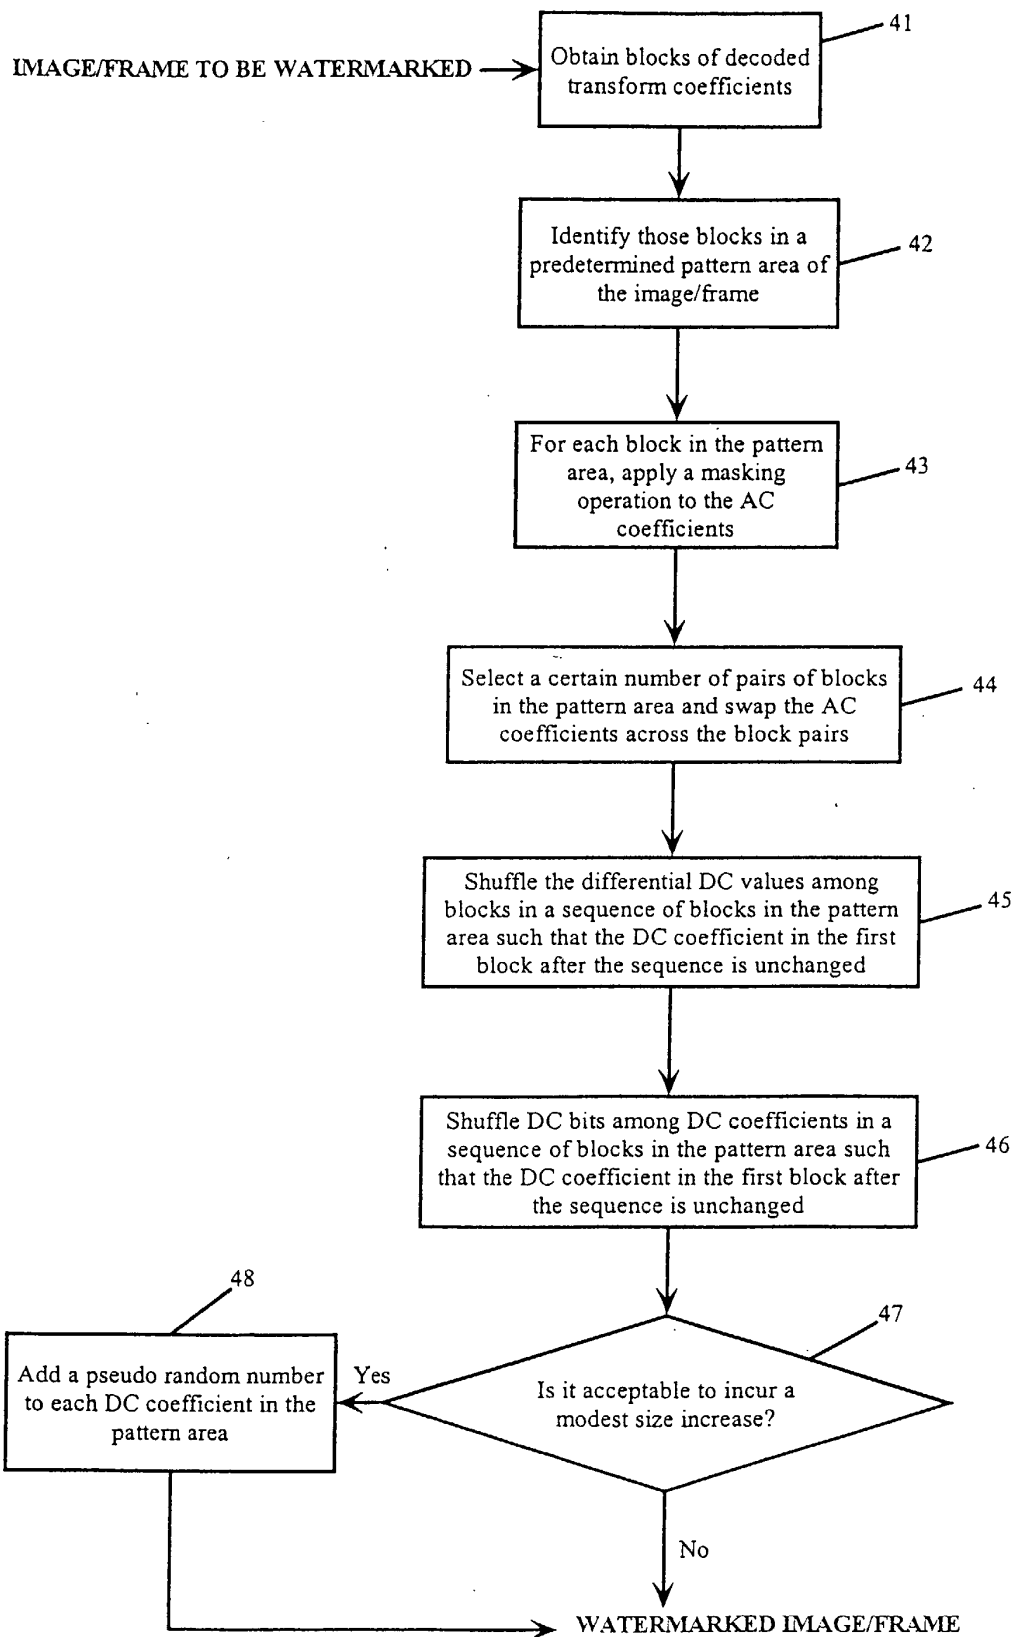 41
IMAGE/FRAME TO BE WATERMARKED
Obtain blocks of decoded
transform coefficients
Identify those blocks in a
predetermined pattern area of
the image/frame
42
For each block in the pattern
area, apply a masking
operation to the AC
coefficients
43
Select a certain number of pairs of blocks
in the pattern area and swap the AC
coefficients across the block pairs
44
Shuffle the differential DC values among
blocks in a sequence of blocks in the pattern
area such that the DC coefficient in the first
block after the sequence is unchanged
45
Shuffle DC bits among DC coefficients in a
sequence of blocks in the pattern area such
that the DC coefficient in the first block after
the sequence is unchanged
46
47
Is it acceptable to incur a
modest size increase?
Yes
48
Add a pseudo random number
to each DC coefficient in the
pattern area
No
WATERMARKED IMAGE/FRAME